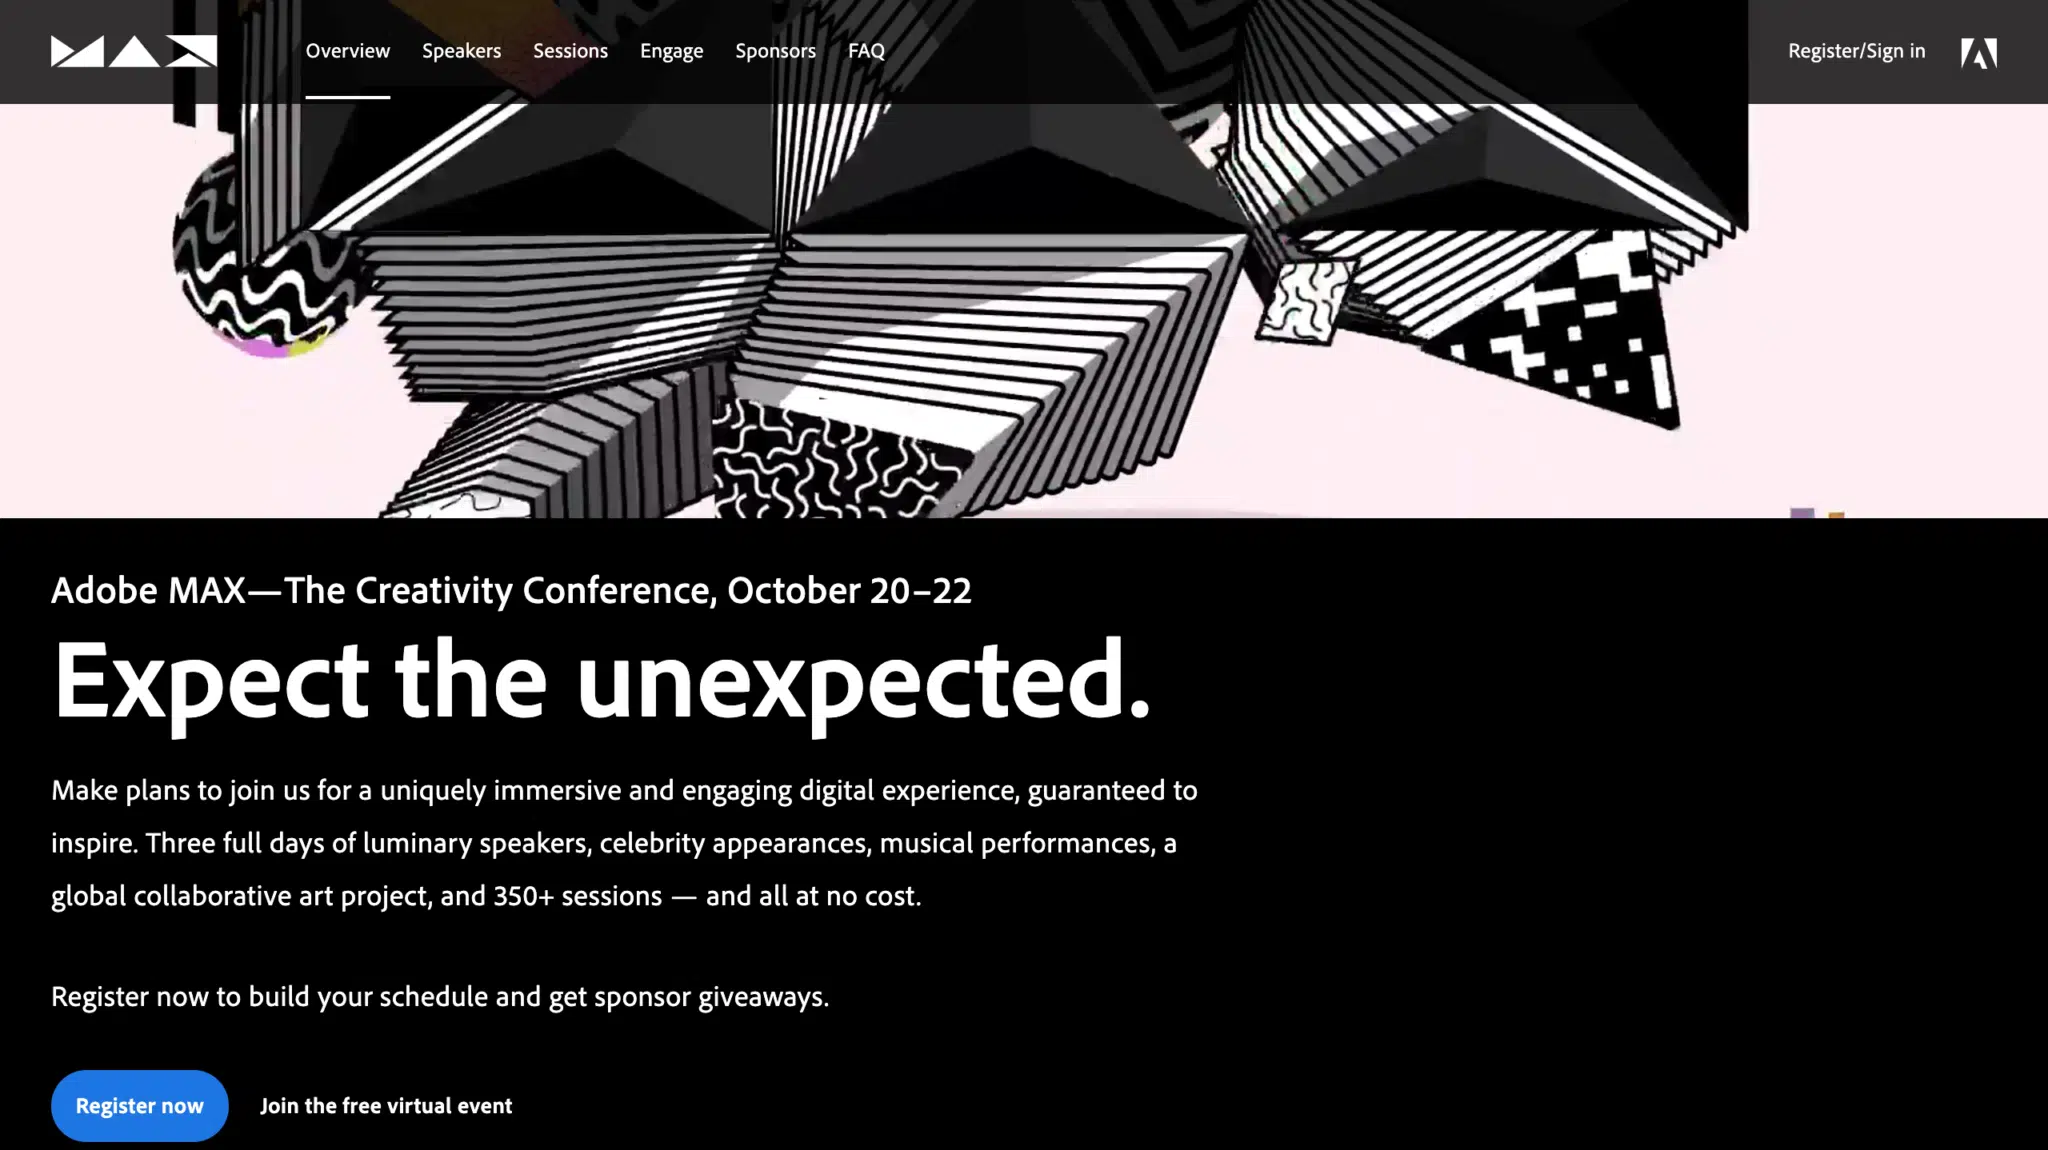 MAX
Overview Speakers Sessions Engage Sponsors FAQ Register/Sign in
Adobe MAX—The Creativity Conference, October 20–22
Expect the unexpected.
Make plans to join us for a uniquely immersive and engaging digital experience, guaranteed to
inspire. Three full days of luminary speakers, celebrity appearances, musical performances, a
global collaborative art project, and 350+ sessions — and all at no cost.
Register now to build your schedule and get sponsor giveaways.
Register now Join the free virtual event